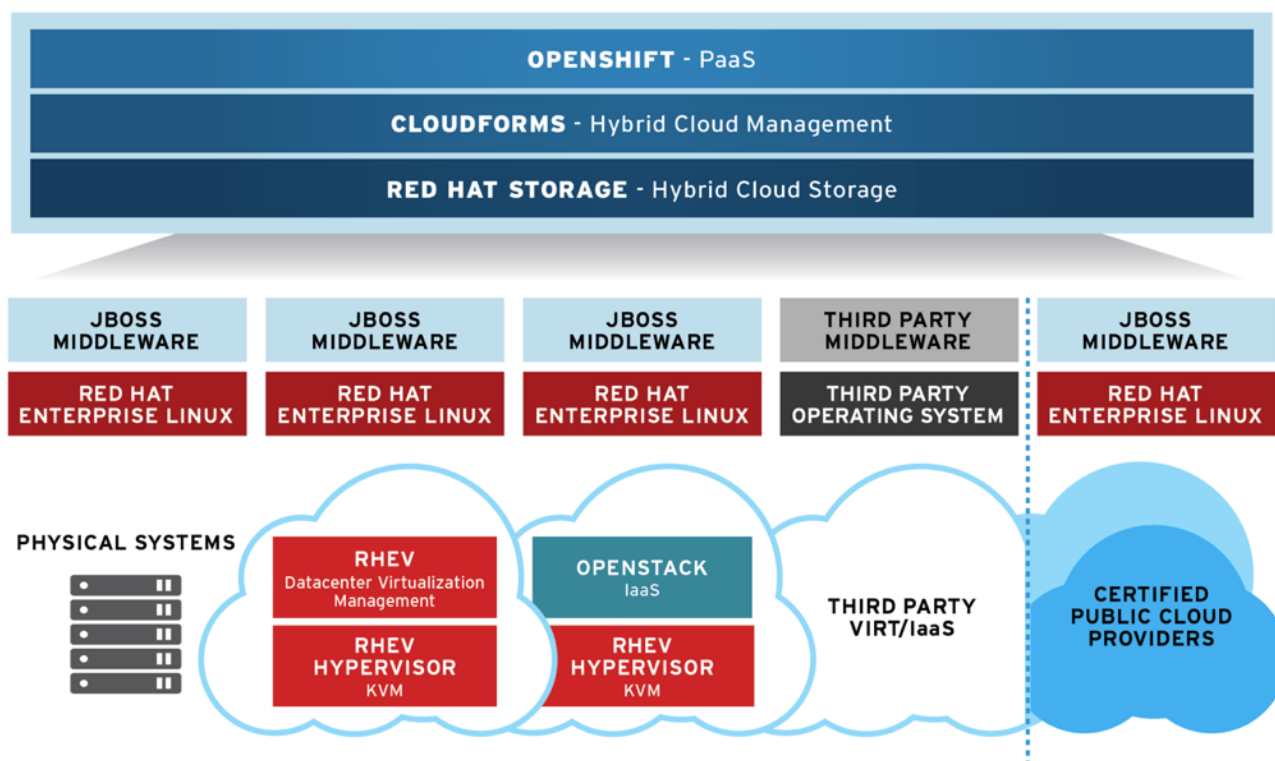 OPENSHIFT - PaaS
CLOUDFORMS - Hybrid Cloud Management
RED HAT STORAGE - Hybrid Cloud Storage
JBOSS
MIDDLEWARE
JBOSS
MIDDLEWARE
JBOSS
MIDDLEWARE
THIRD PARTY
MIDDLEWARE
JBOSS
MIDDLEWARE
RED HAT
ENTERPRISE LINUX
RED HAT
ENTERPRISE LINUX
RED HAT
ENTERPRISE LINUX
THIRD PARTY
OPERATING SYSTEM
RED HAT
ENTERPRISE LINUX
PHYSICAL SYSTEMS
RHEV
Datacenter Virtualization
Management
RHEV
HYPERVISOR
KVM
OPENSTACK
IaaS
RHEV
HYPERVISOR
KVM
THIRD PARTY
VIRT/IaaS
CERTIFIED
PUBLIC CLOUD
PROVIDERS